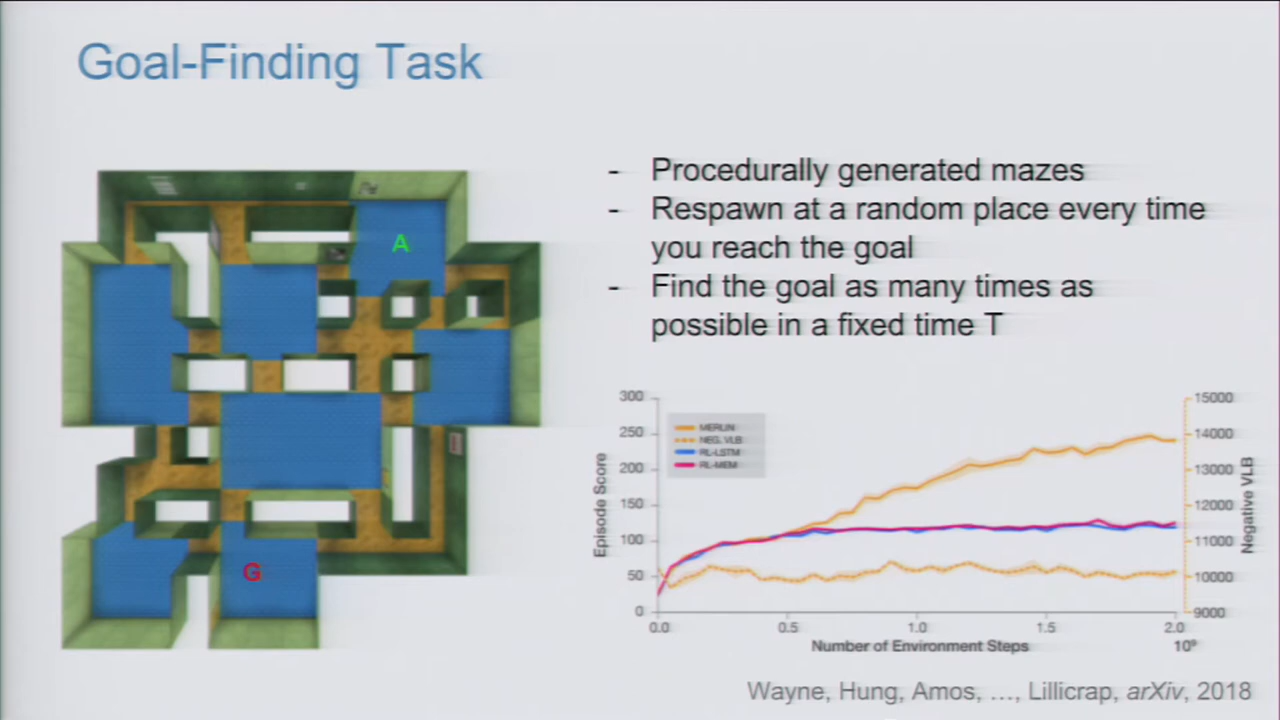 Goal-Finding Task
A
G
- Procedurally generated mazes
- Respawn at a random place every time
you reach the goal
- Find the goal as many times as
possible in a fixed time T
300
250
200
150
100
50
0
Episode Score
MERLIN
NEG. VLB
RL-LSTM
RL-MEM
15000
14000
13000
12000
11000
10000
9000
Negative VLB
0.0 0.5 1.0 1.5 2.0
Number of Environment Steps
10⁹
Wayne, Hung, Amos, …, Lillicrap, arXiv, 2018